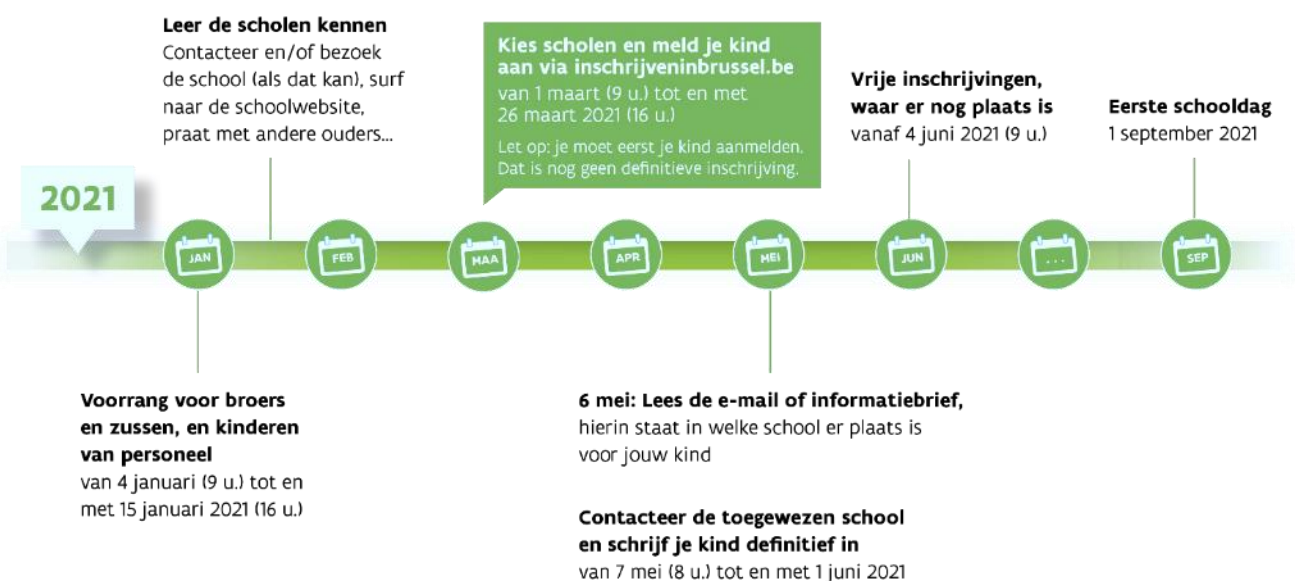 Leer de scholen kennen
Contacteer en/of bezoek
de school (als dat kan), surf
naar de schoolwebsite,
praat met andere ouders...
Kies scholen en meld je kind
aan via inschrijveninbrussel.be
van 1 maart (9 u.) tot en met
26 maart 2021 (16 u.)
Let op: je moet eerst je kind aanmelden.
Dat is nog geen definitieve inschrijving.
Vrije inschrijvingen,
waar er nog plaats is
vanaf 4 juni 2021 (9 u.)
Eerste schooldag
1 september 2021
2021
JAN
FEB
MAA
APR
MEI
JUN
...
SEP
Voorrang voor broers
en zussen, en kinderen
van personeel
van 4 januari (9 u.) tot en
met 15 januari 2021 (16 u.)
6 mei: Lees de e-mail of informatiebrief,
hierin staat in welke school er plaats is
voor jouw kind
Contacteer de toegewezen school
en schrijf je kind definitief in
van 7 mei (8 u.) tot en met 1 juni 2021